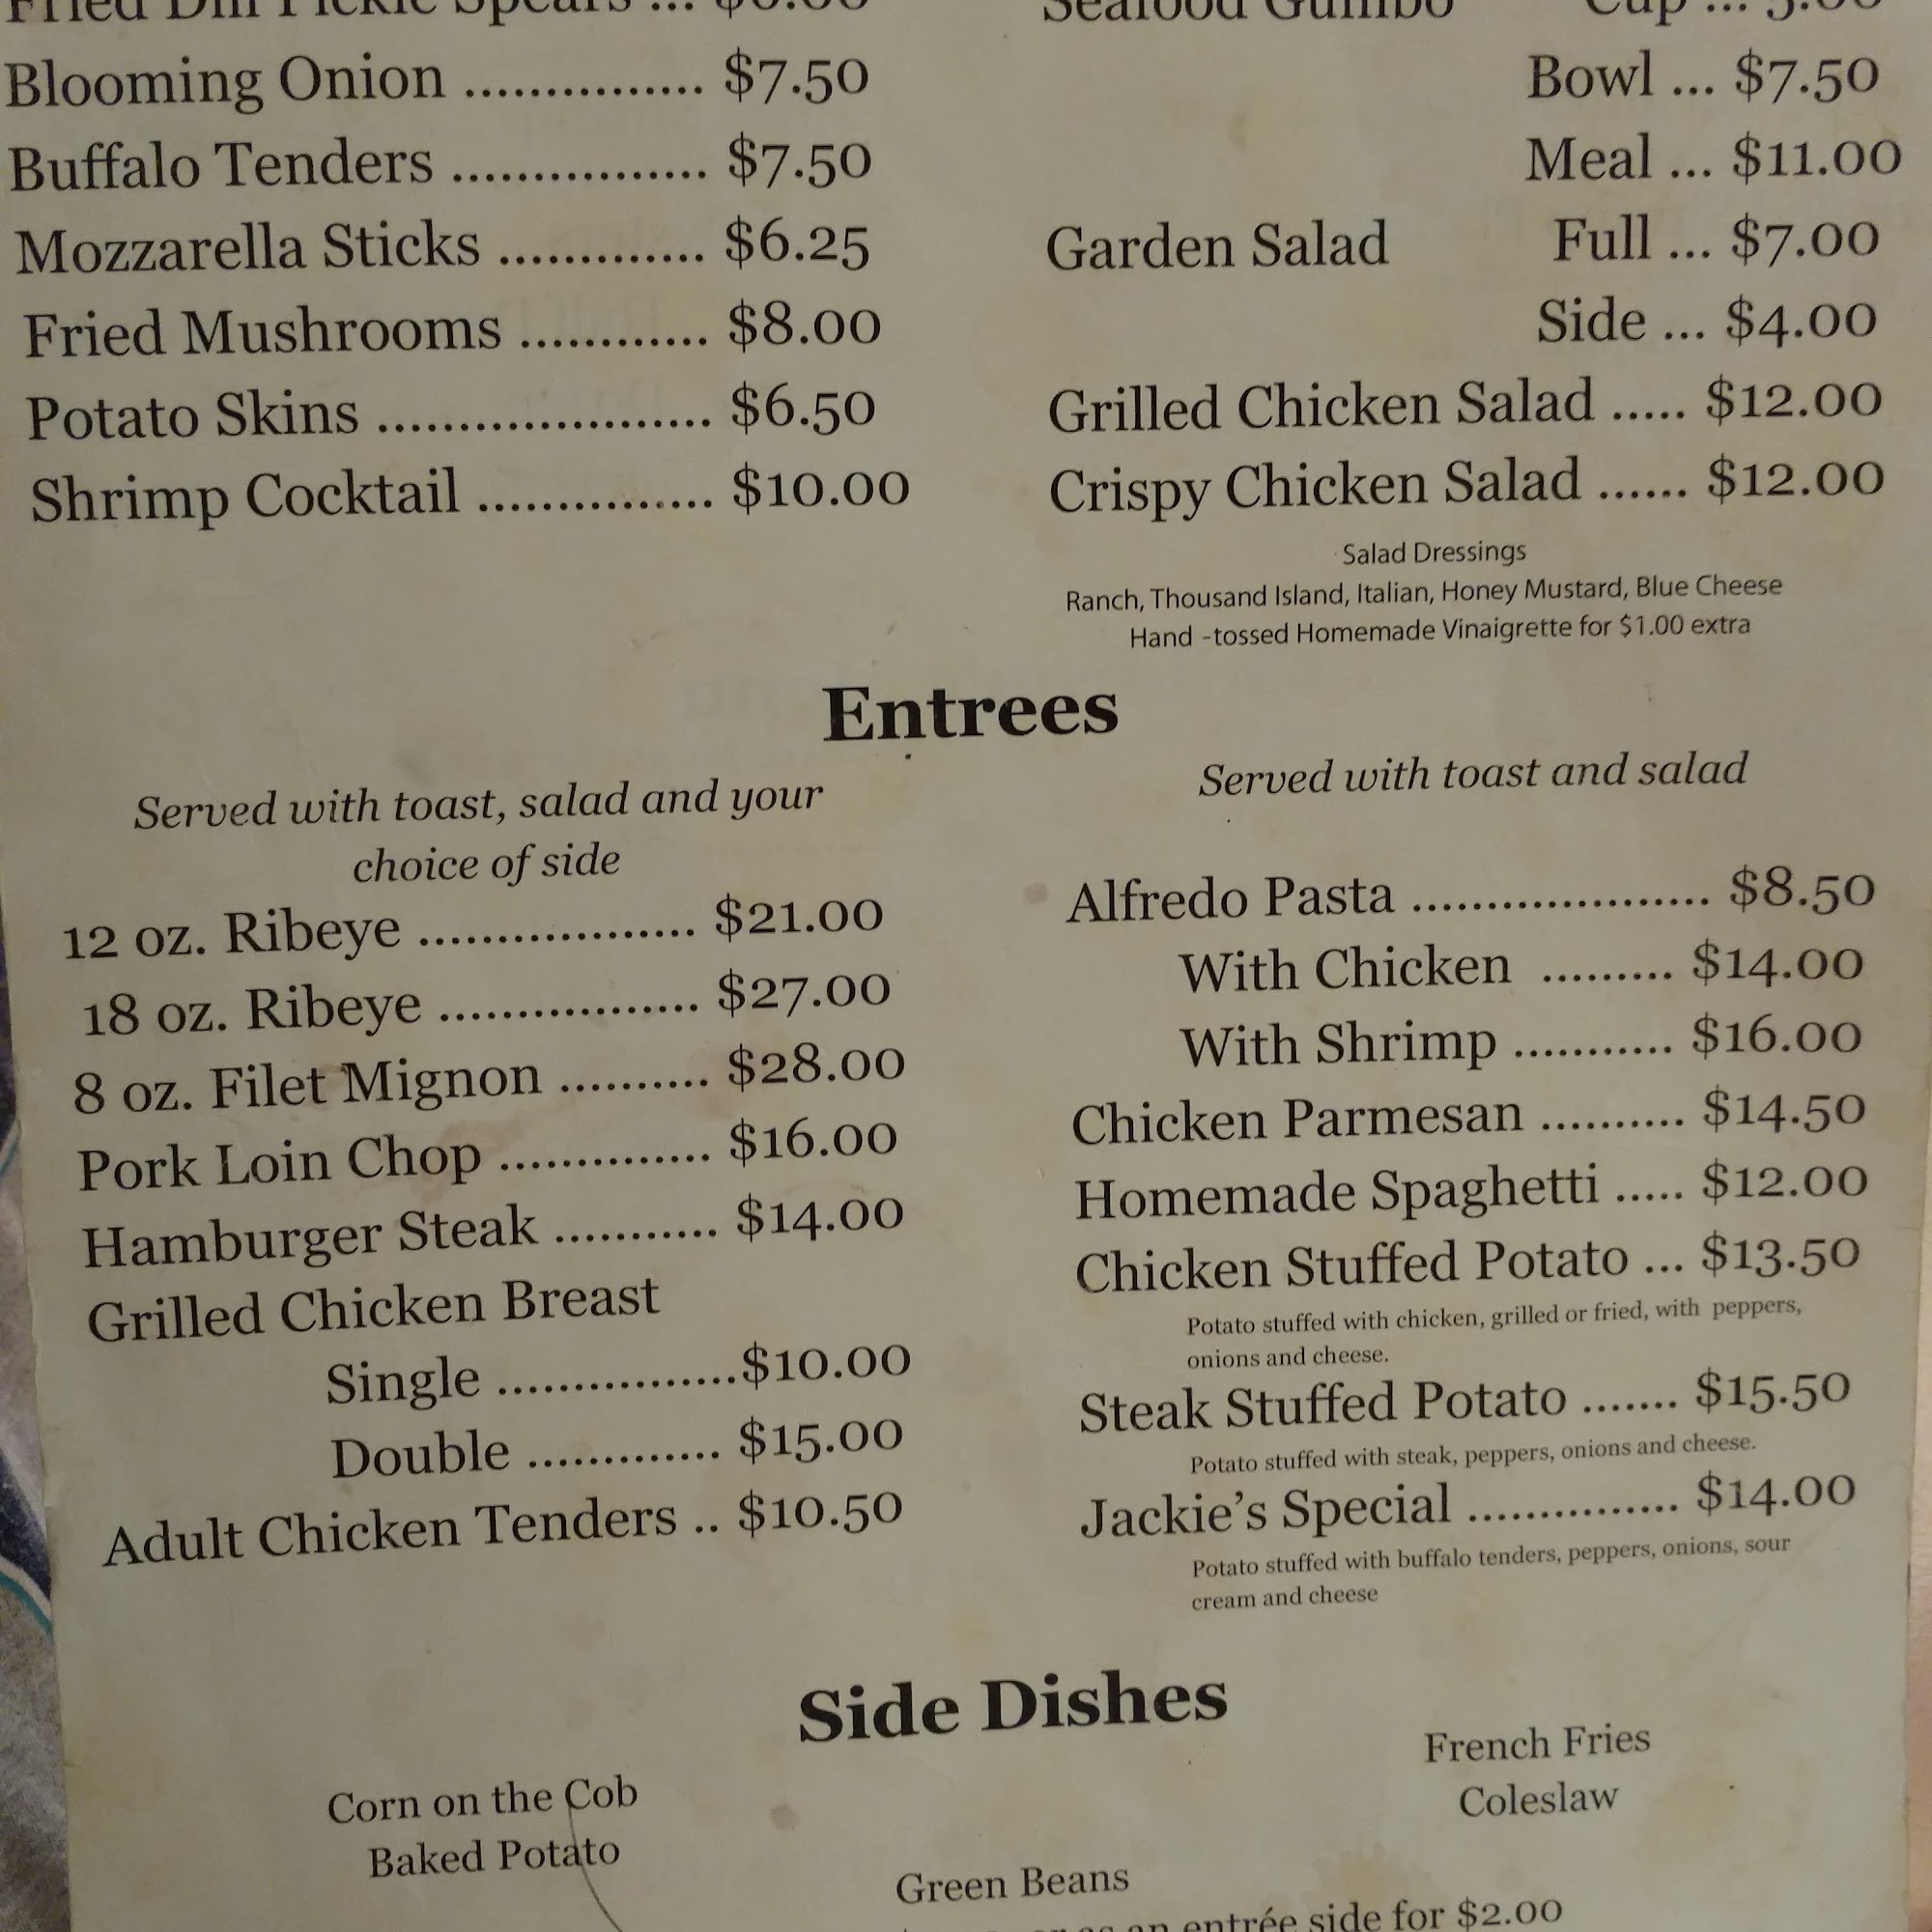 Fried Dill Pickle Spears ...
Blooming Onion ............... $7.50
Buffalo Tenders ................ $7.50
Mozzarella Sticks ............. $6.25
Fried Mushrooms ............ $8.00
Potato Skins ..................... $6.50
Shrimp Cocktail ............... $10.00
Seafood Gumbo Cup ...
Bowl ... $7.50
Meal ... $11.00
Garden Salad Full ... $7.00
Side ... $4.00
Grilled Chicken Salad ..... $12.00
Crispy Chicken Salad ...... $12.00
Salad Dressings
Ranch, Thousand Island, Italian, Honey Mustard, Blue Cheese
Hand -tossed Homemade Vinaigrette for $1.00 extra
Entrees
Served with toast, salad and your
choice of side
12 oz. Ribeye .................. $21.00
18 oz. Ribeye ................. $27.00
8 oz. Filet Mignon .......... $28.00
Pork Loin Chop .............. $16.00
Hamburger Steak ........... $14.00
Grilled Chicken Breast
Single ................$10.00
Double ............. $15.00
Adult Chicken Tenders .. $10.50
Served with toast and salad
Alfredo Pasta .................... $8.50
With Chicken ......... $14.00
With Shrimp ........... $16.00
Chicken Parmesan .......... $14.50
Homemade Spaghetti ..... $12.00
Chicken Stuffed Potato ... $13.50
Potato stuffed with chicken, grilled or fried, with peppers,
onions and cheese.
Steak Stuffed Potato ....... $15.50
Potato stuffed with steak, peppers, onions and cheese.
Jackie's Special ............... $14.00
Potato stuffed with buffalo tenders, peppers, onions, sour
cream and cheese
Side Dishes
Corn on the Cob
Baked Potato
French Fries
Coleslaw
Green Beans
as an entrée side for $2.00